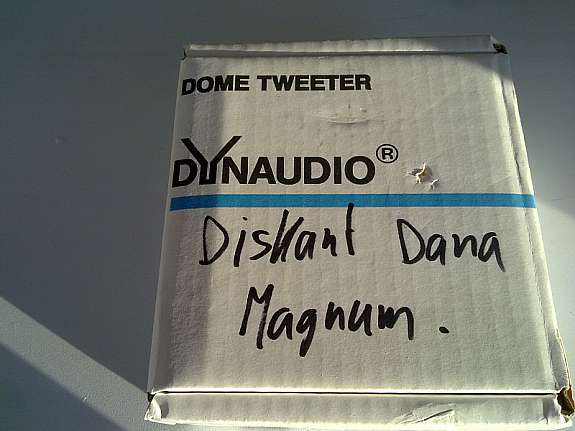 DOME TWEETER
DYNAUDIO®
Diskant Dana
Magnum.